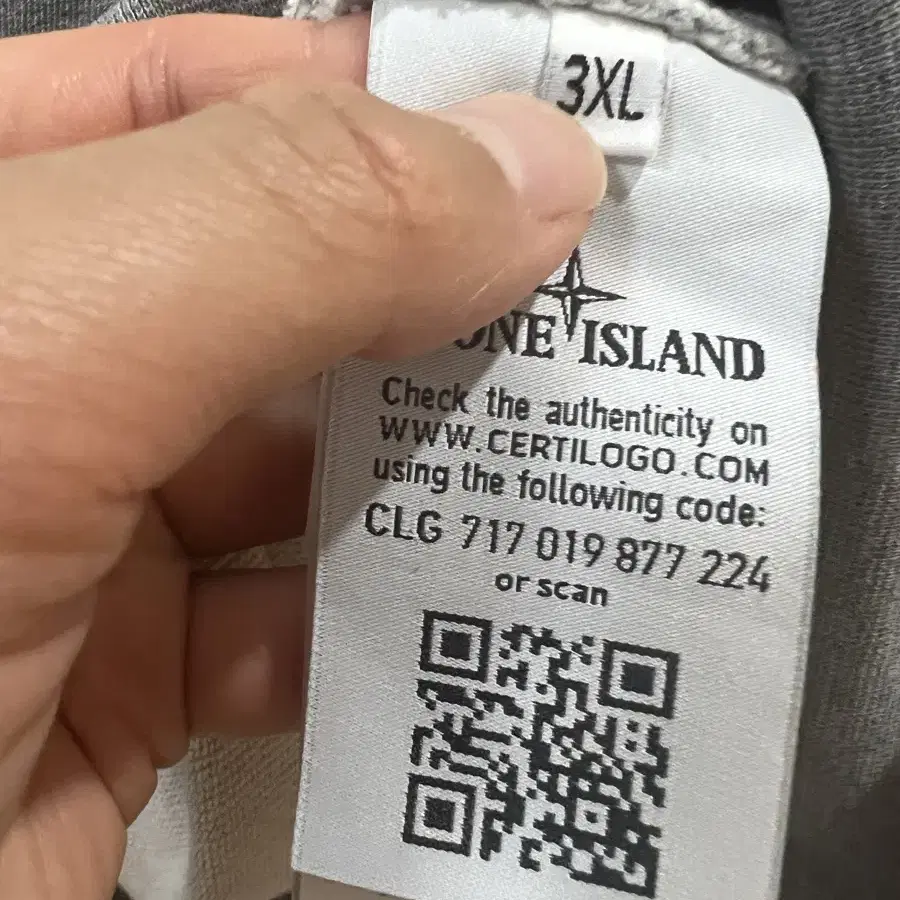 3XL
ONE ISLAND
Check the authenticity on
WWW.CERTILOGO.COM
using the following code:
CLG 717 019 877 224
or scan